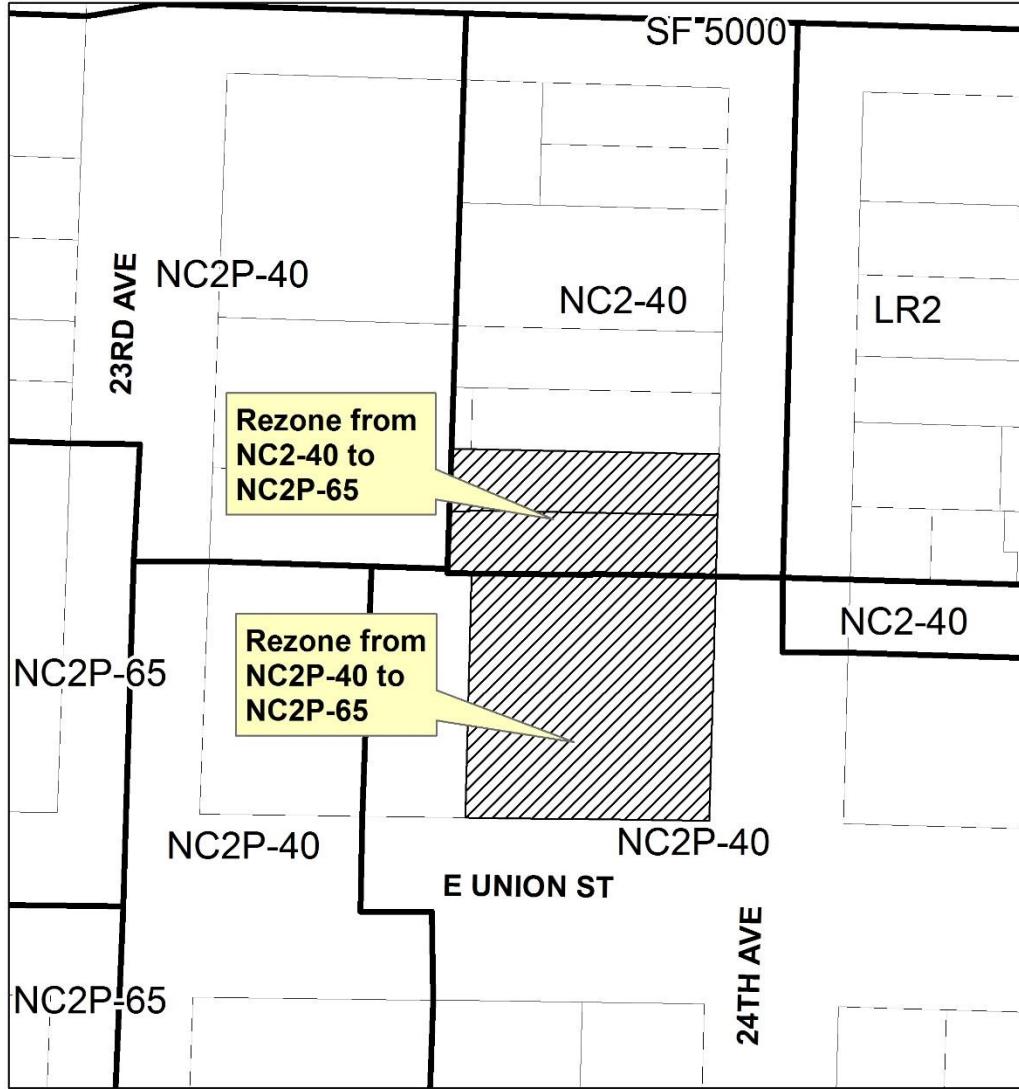 SF 5000
23RD AVE
NC2P-40
NC2-40
LR2
Rezone from
NC2-40 to
NC2P-65
Rezone from
NC2P-40 to
NC2P-65
NC2-40
NC2P-65
NC2P-40
NC2P-40
E UNION ST
24TH AVE
NC2P-65